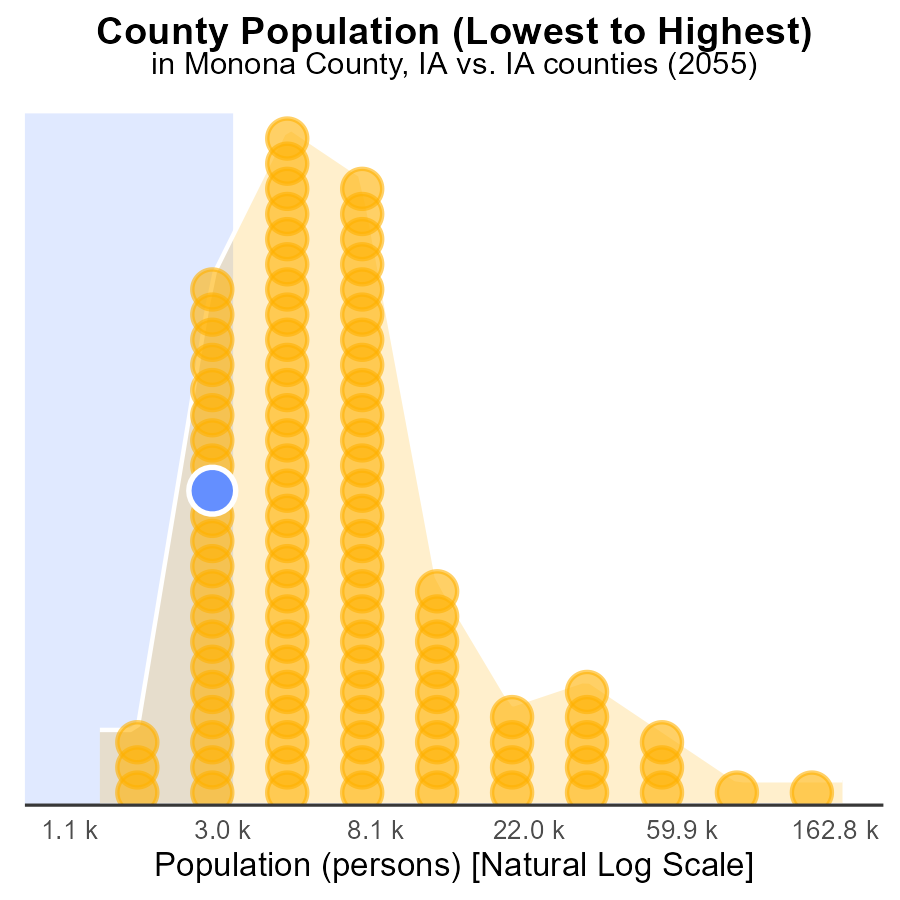 County Population (Lowest to Highest)
in Monona County, IA vs. IA counties (2055)
1.1 k 3.0 k 8.1 k 22.0 k 59.9 k 162.8 k
Population (persons) [Natural Log Scale]